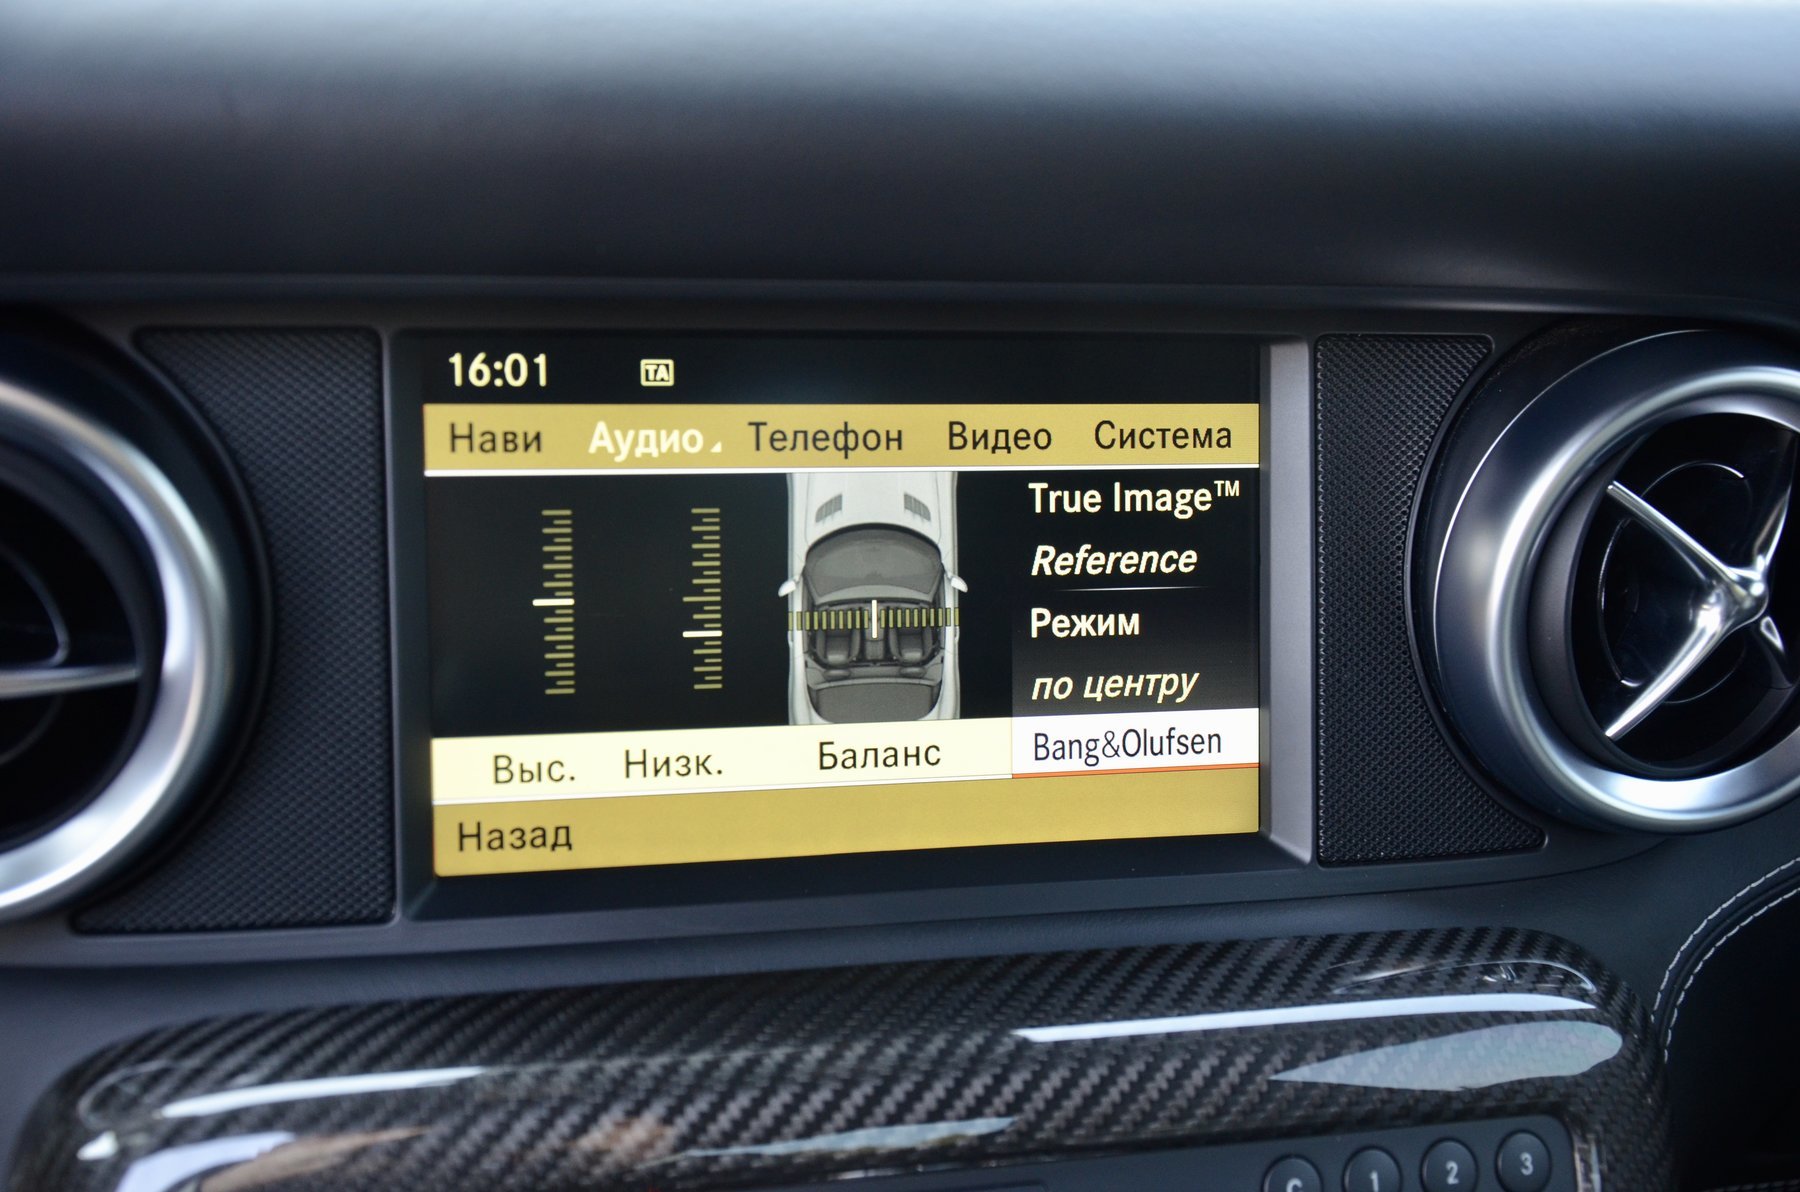 16:01 TA
Нави Аудио Телефон Видео Система
True Image™
Reference
Режим
по центру
Выс. Низк. Баланс Bang&Olufsen
Назад
C 1 2 3